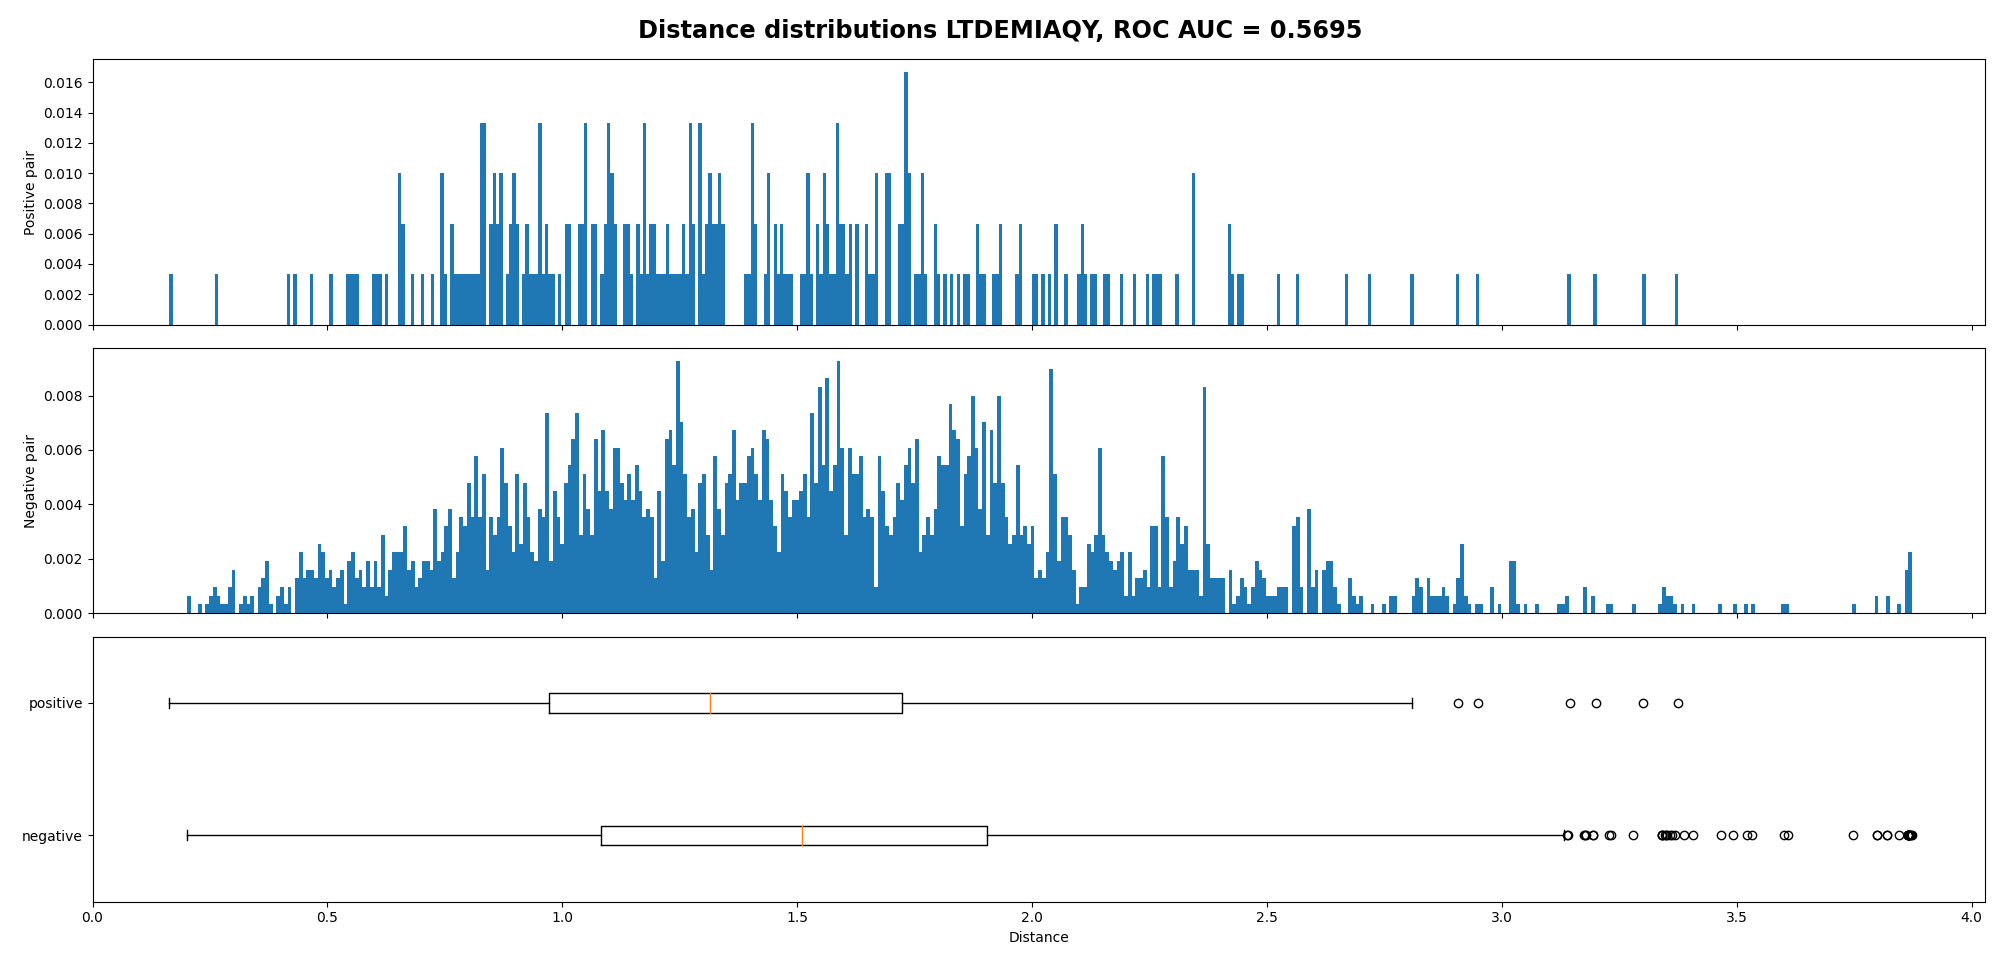 Distance distributions LTDEMIAQY, ROC AUC = 0.5695
0.016
0.014
0.012
0.010
0.008
0.006
0.004
0.002
0.000
Positive pair
0.008
0.006
0.004
0.002
0.000
Negative pair
positive
negative
0.0 0.5 1.0 1.5 2.0 2.5 3.0 3.5 4.0
Distance